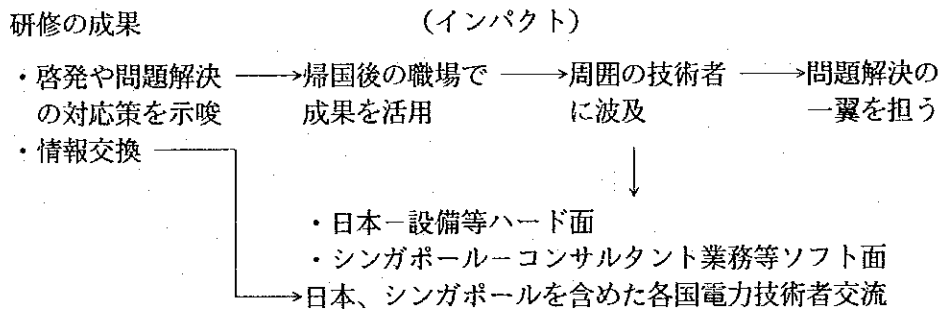 研修の成果 (インパクト)
・啓発や問題解決 →帰国後の職場で →周囲の技術者 →問題解決の
の対応策を示唆 成果を活用 に波及 一翼を担う
・情報交換
・日本－設備等ハード面
・シンガポール－コンサルタント業務等ソフト面
日本、シンガポールを含めた各国電力技術者交流